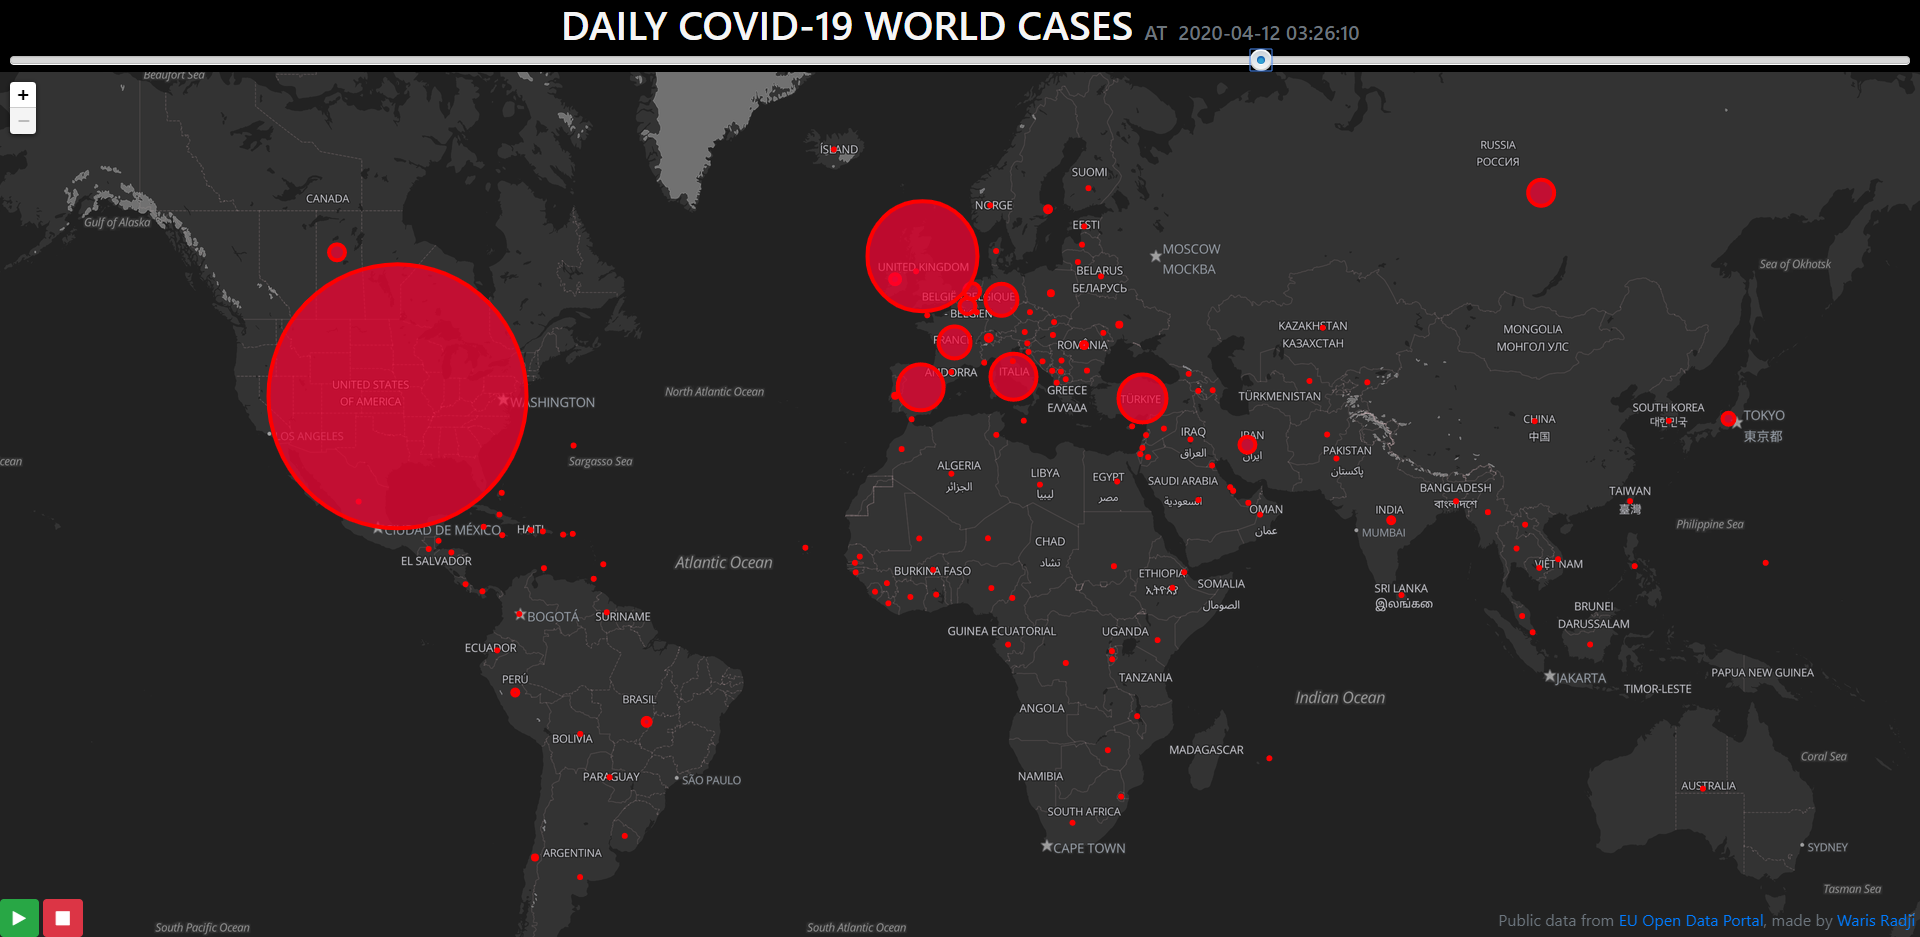 DAILY COVID-19 WORLD CASES AT 2020-04-12 03:26:10
Beaufort Sea
+
−
ÍSLAND
RUSSIA
РОССИЯ
SUOMI
CANADA
NORGE
Gulf of Alaska
EESTI
MOSCOW
МОСКВА
Sea of Okhotsk
UNITED KINGDOM
BELARUS
БЕЛАРУСЬ
BELGIË - BELGIQUE
- BELGIEN
KAZAKHSTAN
КАЗАХСТАН
MONGOLIA
МОНГОЛ УЛС
FRANCE
ROMÂNIA
ANDORRA
ITALIA
UNITED STATES
OF AMERICA
North Atlantic Ocean
GREECE
ΕΛΛΆΔΑ
TÜRKIYE
TÜRKMENISTAN
WASHINGTON
SOUTH KOREA
대한민국
TOKYO
東京都
CHINA
中国
LOS ANGELES
IRAQ
العراق
IRAN
ایران
PAKISTAN
پاکستان
cean
Sargasso Sea
ALGERIA
الجزائر
LIBYA
ليبيا
EGYPT
مصر
SAUDI ARABIA
السعودية
BANGLADESH
বাংলাদেশ
TAIWAN
臺灣
OMAN
عمان
INDIA
MUMBAI
Philippine Sea
CIUDAD DE MÉXICO
HAITI
CHAD
تشاد
EL SALVADOR
Atlantic Ocean
BURKINA FASO
ETHIOPIA
ኢትዮጵያ
SOMALIA
الصومال
VIỆT NAM
SRI LANKA
இலங்கை
BOGOTÁ
SURINAME
BRUNEI
DARUSSALAM
GUINEA ECUATORIAL
UGANDA
ECUADOR
PERÚ
TANZANIA
JAKARTA
TIMOR-LESTE
PAPUA NEW GUINEA
BRASIL
ANGOLA
Indian Ocean
BOLIVIA
MADAGASCAR
Coral Sea
PARAGUAY
SÃO PAULO
NAMIBIA
AUSTRALIA
SOUTH AFRICA
CAPE TOWN
ARGENTINA
SYDNEY
Tasman Sea
South Pacific Ocean
South Atlantic Ocean
Public data from EU Open Data Portal, made by Waris Radji